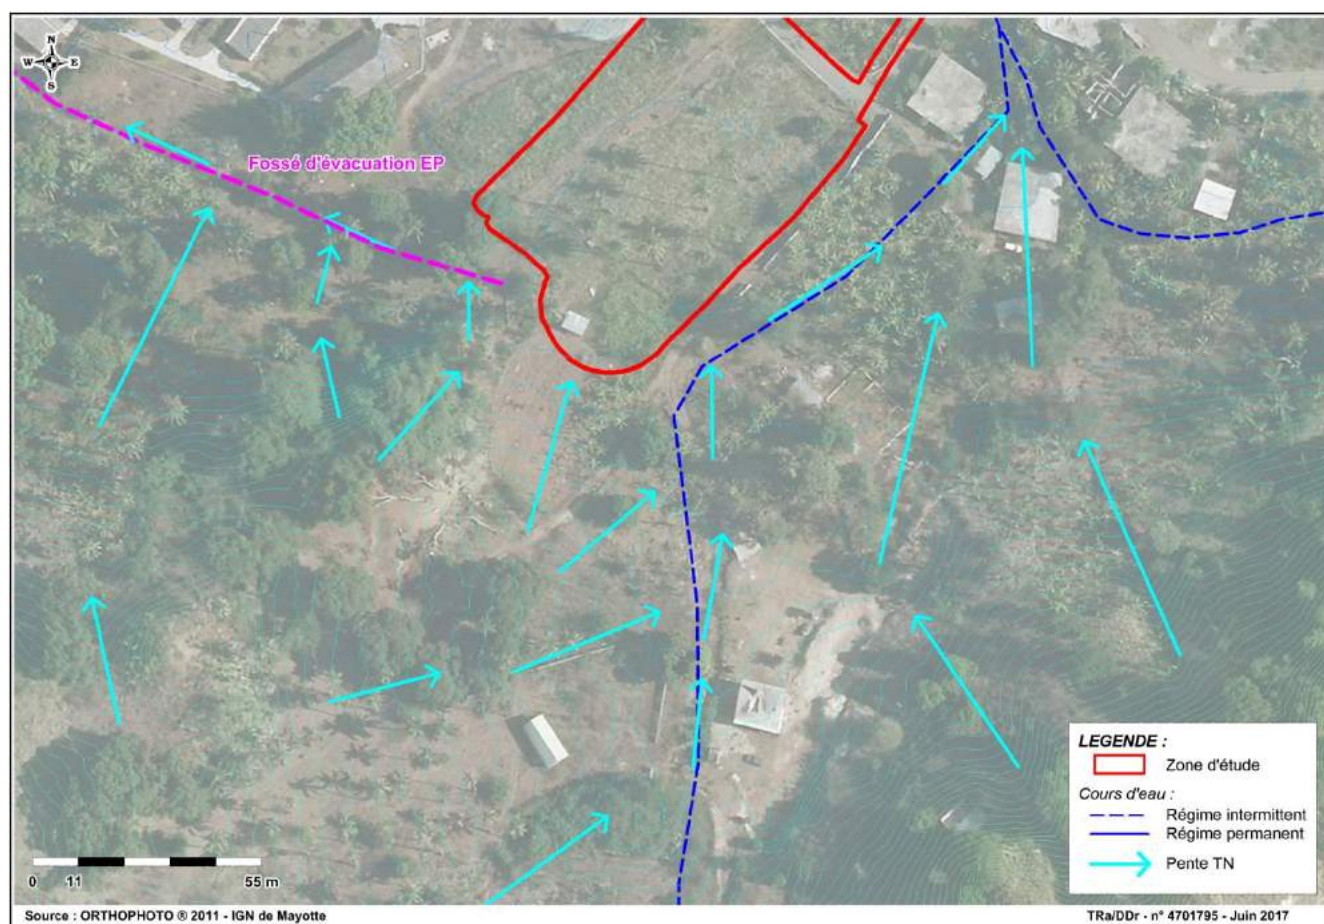 N
W E
S
Fossé d'évacuation EP
LEGENDE :
Zone d'étude
Cours d'eau :
Régime intermittent
Régime permanent
Pente TN
0 11 55 m
Source : ORTHOPHOTO ® 2011 - IGN de Mayotte
TRa/DDr - n° 4701795 - Juin 2017